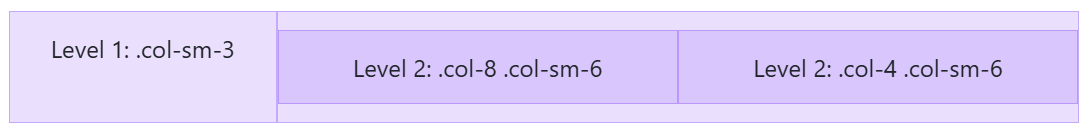 Level 1: .col-sm-3
Level 2: .col-8 .col-sm-6
Level 2: .col-4 .col-sm-6